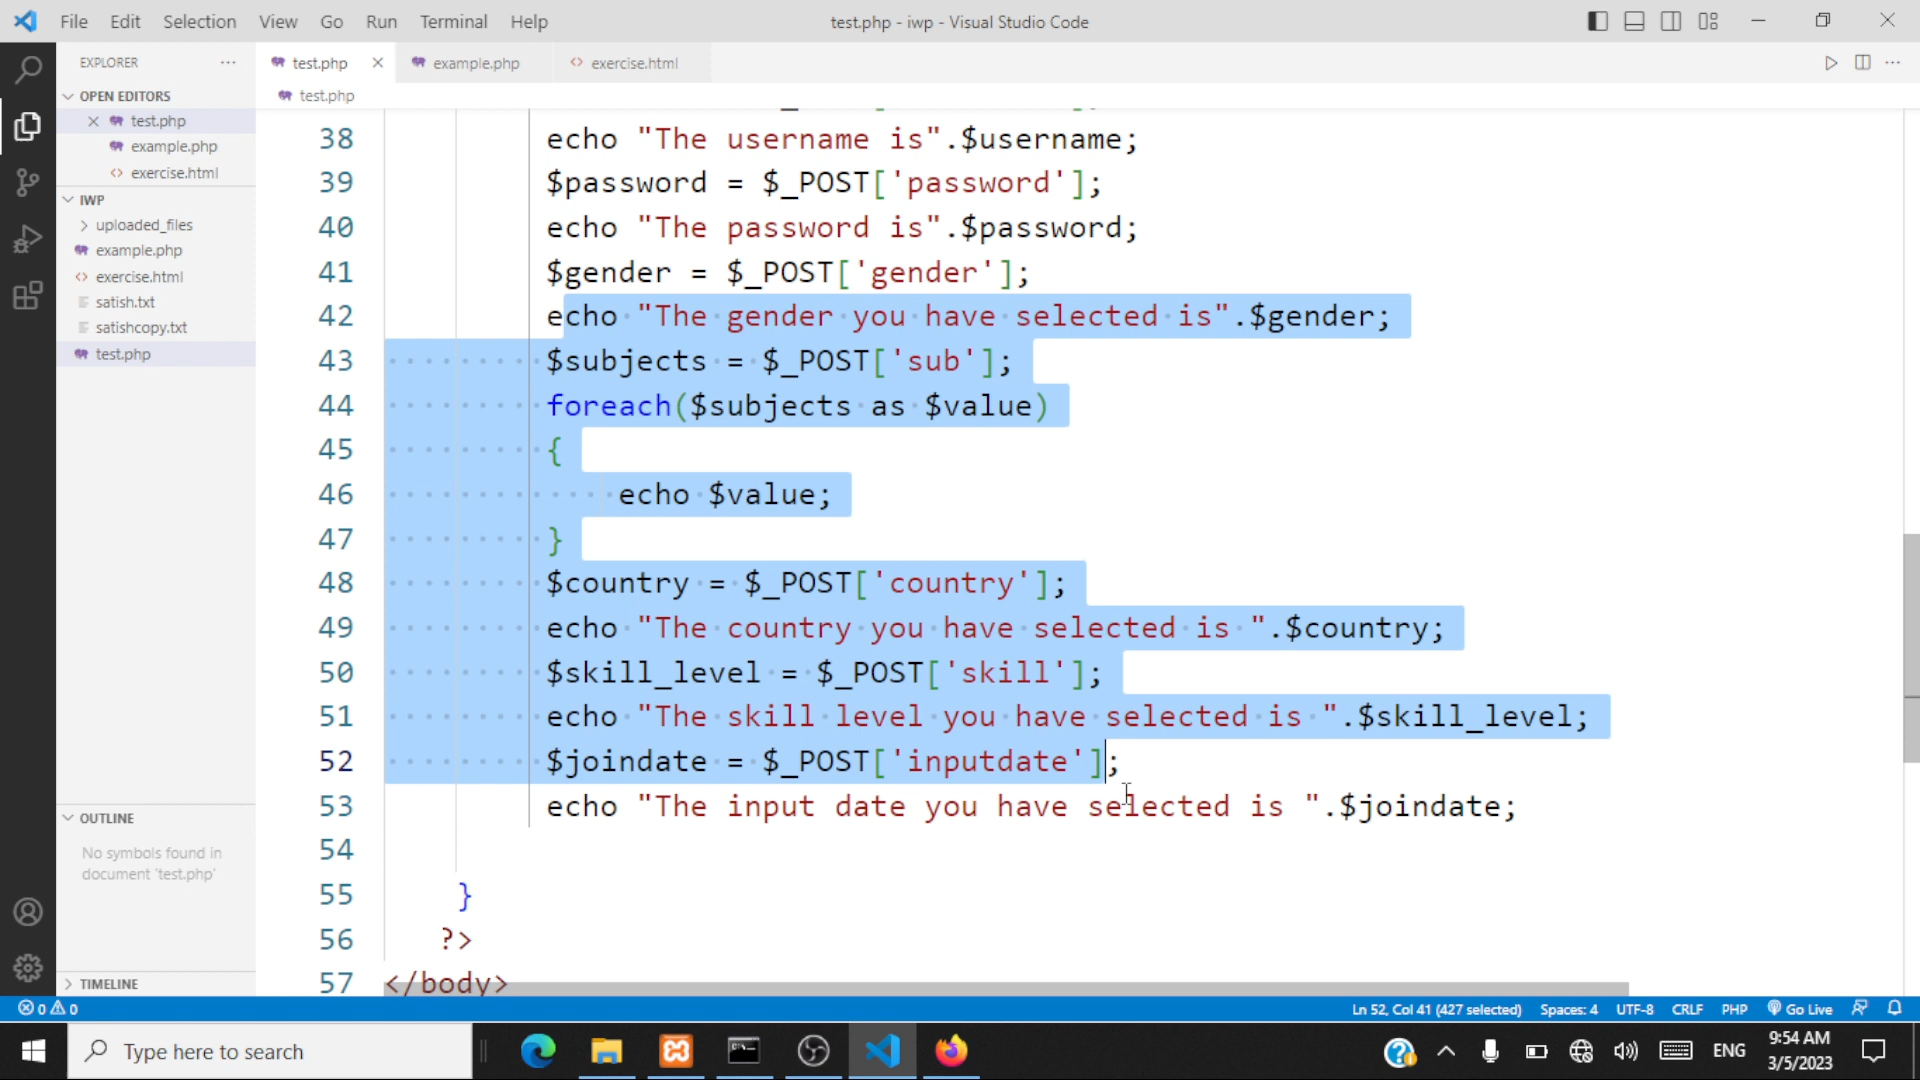 File Edit Selection View Go Run Terminal Help test.php - iwp - Visual Studio Code
EXPLORER
OPEN EDITORS
test.php
example.php
exercise.html
IWP
uploaded_files
example.php
exercise.html
satish.txt
satishcopy.txt
test.php
OUTLINE
No symbols found in
document 'test.php'
TIMELINE
test.php example.php exercise.html
test.php
38 echo "The username is".$username;
39 $password = $_POST['password'];
40 echo "The password is".$password;
41 $gender = $_POST['gender'];
42 echo "The gender you have selected is".$gender;
43 $subjects = $_POST['sub'];
44 foreach($subjects as $value)
45 {
46 echo $value;
47 }
48 $country = $_POST['country'];
49 echo "The country you have selected is ".$country;
50 $skill_level = $_POST['skill'];
51 echo "The skill level you have selected is ".$skill_level;
52 $joindate = $_POST['inputdate'];
53 echo "The input date you have selected is ".$joindate;
54
55 }
56 ?>
57 </body>
0 0 Ln 52, Col 41 (427 selected) Spaces: 4 UTF-8 CRLF PHP Go Live
Type here to search ENG 9:54 AM
3/5/2023